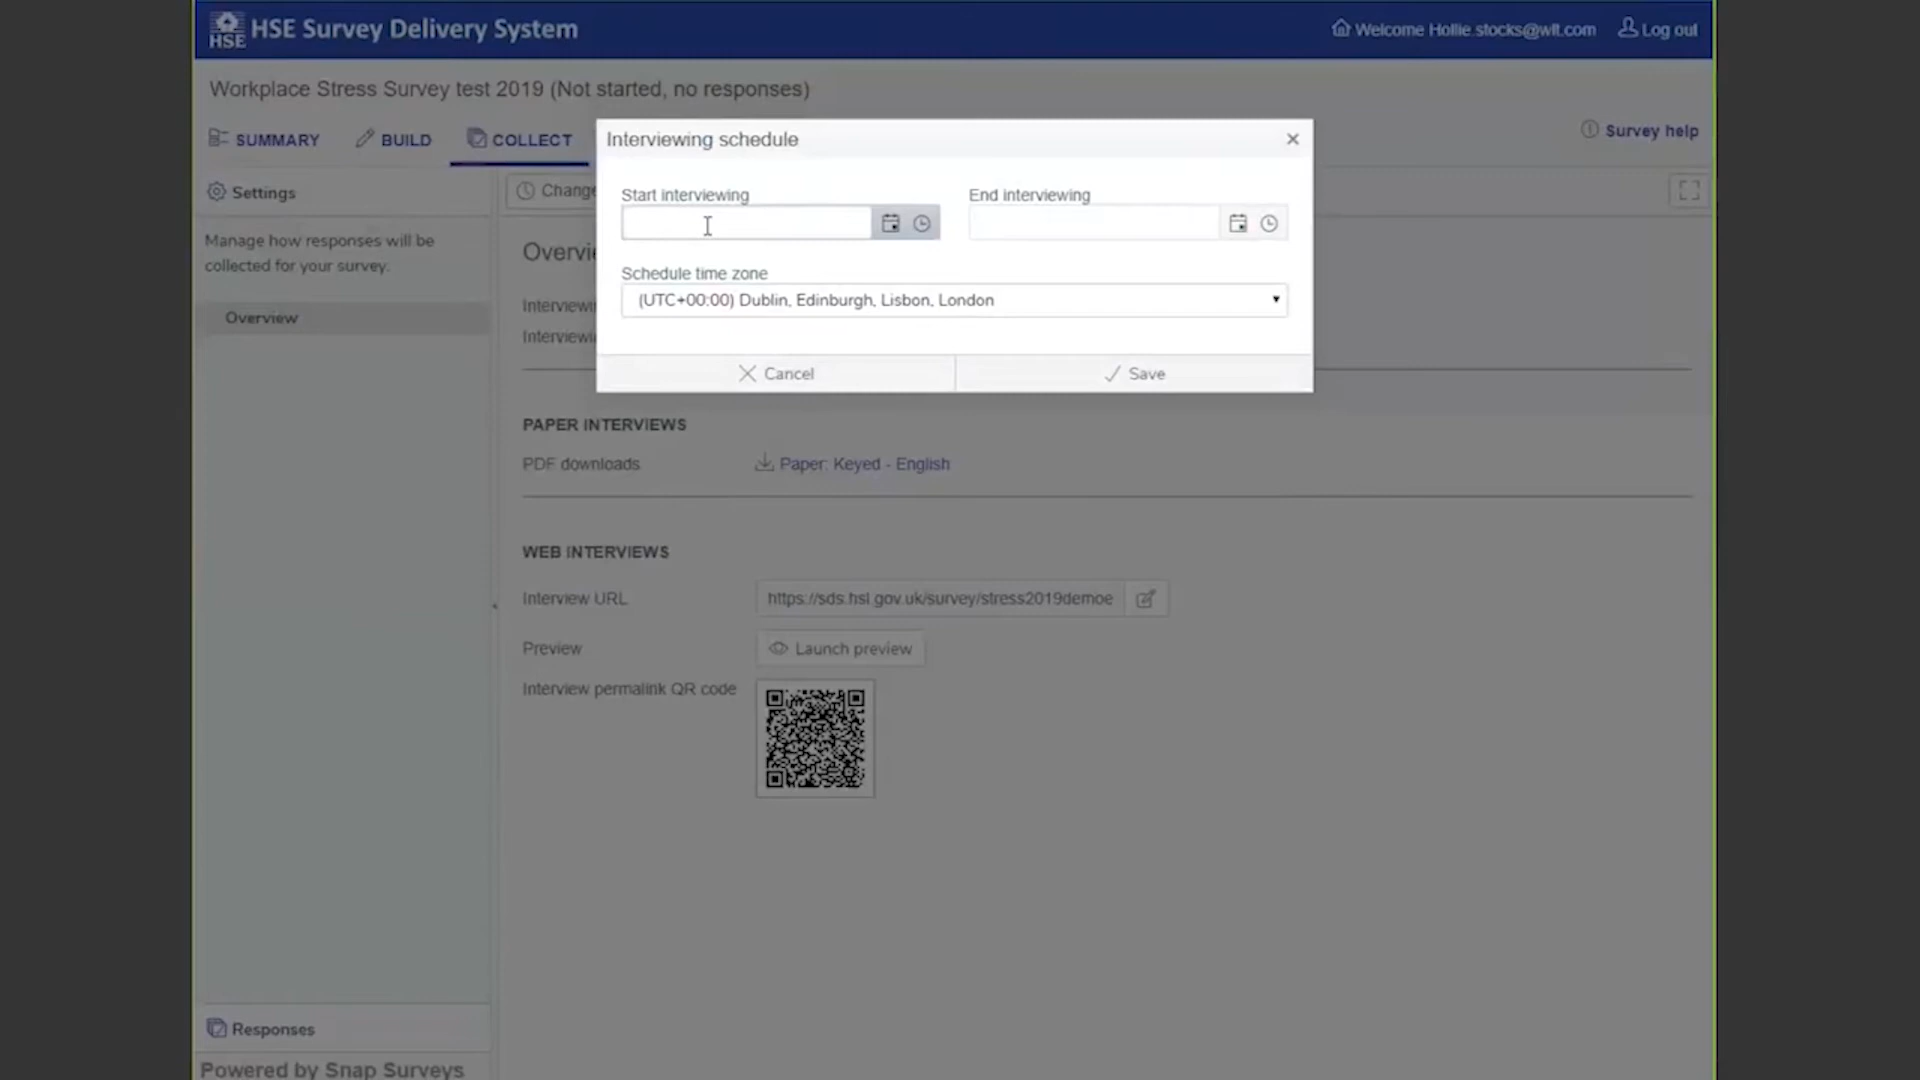 HSE
HSE Survey Delivery System
Welcome Hollie.stocks@wlt.com
Log out
Workplace Stress Survey test 2019 (Not started, no responses)
SUMMARY
BUILD
COLLECT
Survey help
Interviewing schedule
Start interviewing
End interviewing
Schedule time zone
(UTC+00:00) Dublin, Edinburgh, Lisbon, London
Cancel
Save
Settings
Manage how responses will be
collected for your survey.
Overview
Responses
Powered by Snap Surveys
Change
Overvi
Interviewi
Interviewi
PAPER INTERVIEWS
PDF downloads
Paper: Keyed - English
WEB INTERVIEWS
Interview URL
https://sds.hsl.gov.uk/survey/stress2019demoe
Preview
Launch preview
Interview permalink QR code